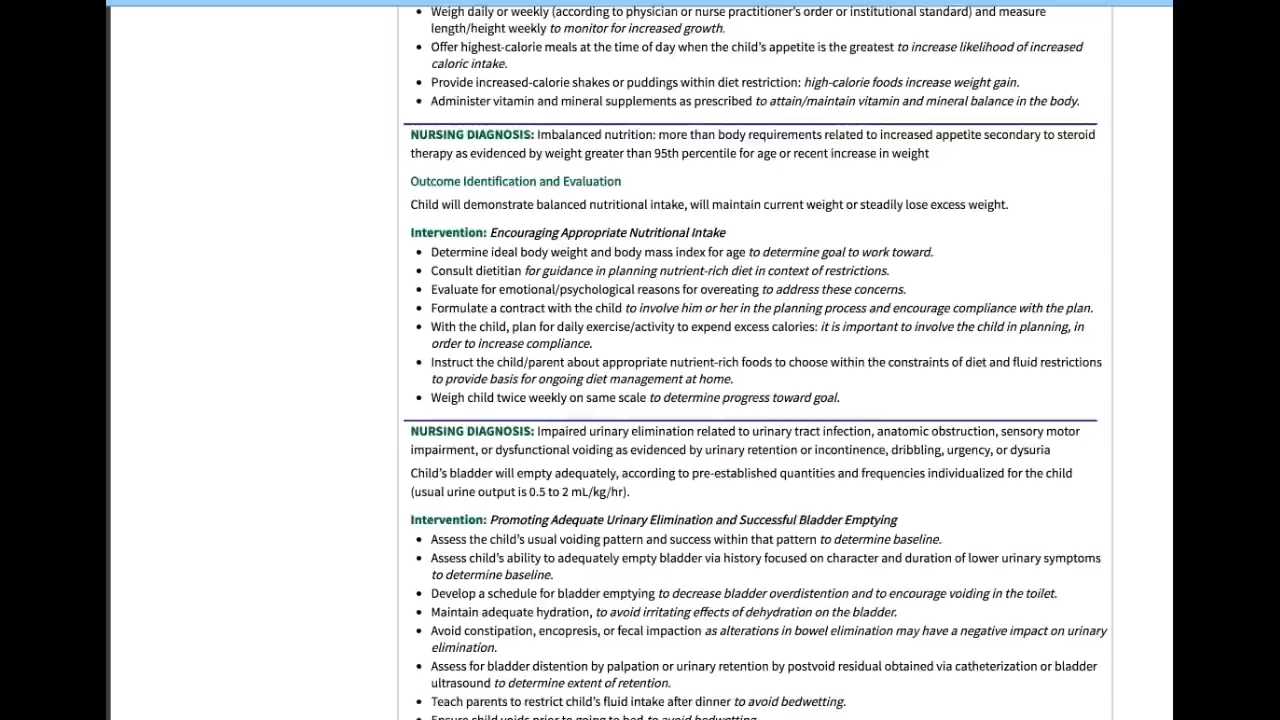 • Weigh daily or weekly (according to physician or nurse practitioner's order or institutional standard) and measure
length/height weekly to monitor for increased growth.
• Offer highest-calorie meals at the time of day when the child's appetite is the greatest to increase likelihood of increased
caloric intake.
• Provide increased-calorie shakes or puddings within diet restriction: high-calorie foods increase weight gain.
• Administer vitamin and mineral supplements as prescribed to attain/maintain vitamin and mineral balance in the body.
NURSING DIAGNOSIS: Imbalanced nutrition: more than body requirements related to increased appetite secondary to steroid
therapy as evidenced by weight greater than 95th percentile for age or recent increase in weight
Outcome Identification and Evaluation
Child will demonstrate balanced nutritional intake, will maintain current weight or steadily lose excess weight.
Intervention: Encouraging Appropriate Nutritional Intake
• Determine ideal body weight and body mass index for age to determine goal to work toward.
• Consult dietitian for guidance in planning nutrient-rich diet in context of restrictions.
• Evaluate for emotional/psychological reasons for overeating to address these concerns.
• Formulate a contract with the child to involve him or her in the planning process and encourage compliance with the plan.
• With the child, plan for daily exercise/activity to expend excess calories: it is important to involve the child in planning, in
order to increase compliance.
• Instruct the child/parent about appropriate nutrient-rich foods to choose within the constraints of diet and fluid restrictions
to provide basis for ongoing diet management at home.
• Weigh child twice weekly on same scale to determine progress toward goal.
NURSING DIAGNOSIS: Impaired urinary elimination related to urinary tract infection, anatomic obstruction, sensory motor
impairment, or dysfunctional voiding as evidenced by urinary retention or incontinence, dribbling, urgency, or dysuria
Child's bladder will empty adequately, according to pre-established quantities and frequencies individualized for the child
(usual urine output is 0.5 to 2 mL/kg/hr).
Intervention: Promoting Adequate Urinary Elimination and Successful Bladder Emptying
• Assess the child's usual voiding pattern and success within that pattern to determine baseline.
• Assess child's ability to adequately empty bladder via history focused on character and duration of lower urinary symptoms
to determine baseline.
• Develop a schedule for bladder emptying to decrease bladder overdistention and to encourage voiding in the toilet.
• Maintain adequate hydration, to avoid irritating effects of dehydration on the bladder.
• Avoid constipation, encopresis, or fecal impaction as alterations in bowel elimination may have a negative impact on urinary
elimination.
• Assess for bladder distention by palpation or urinary retention by postvoid residual obtained via catheterization or bladder
ultrasound to determine extent of retention.
• Teach parents to restrict child's fluid intake after dinner to avoid bedwetting.
• Ensure child voids prior to going to bed to avoid bedwetting.